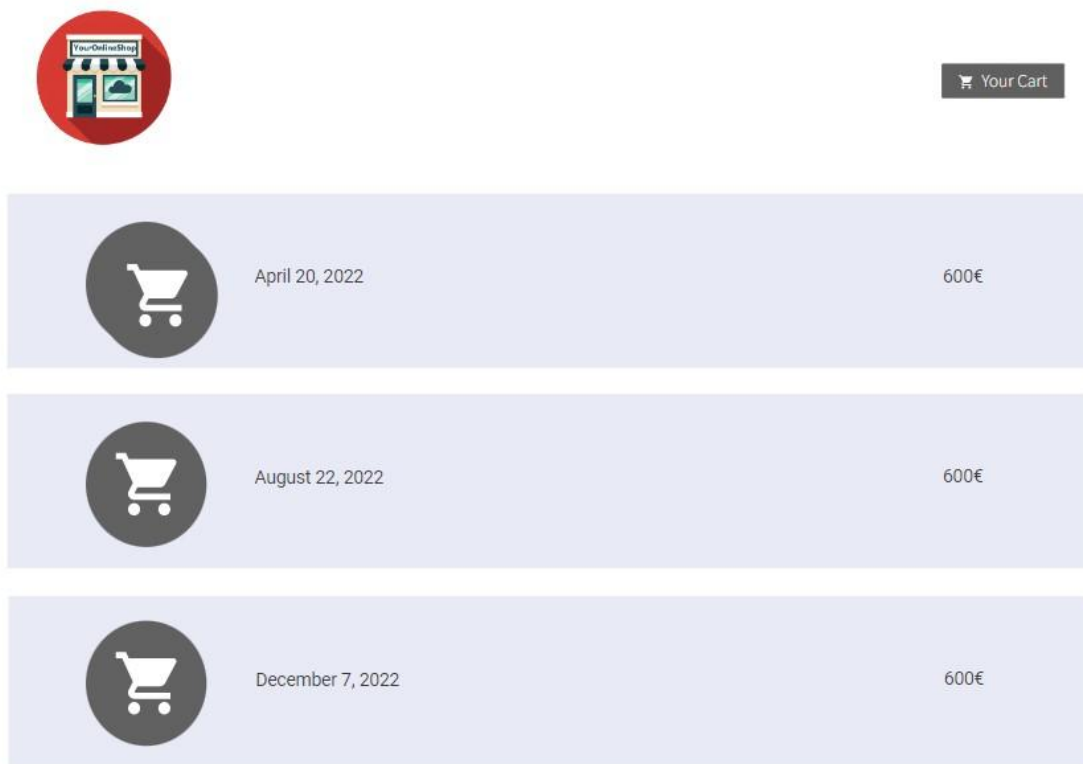 YourOnlineShop
Your Cart
April 20, 2022 600€
August 22, 2022 600€
December 7, 2022 600€